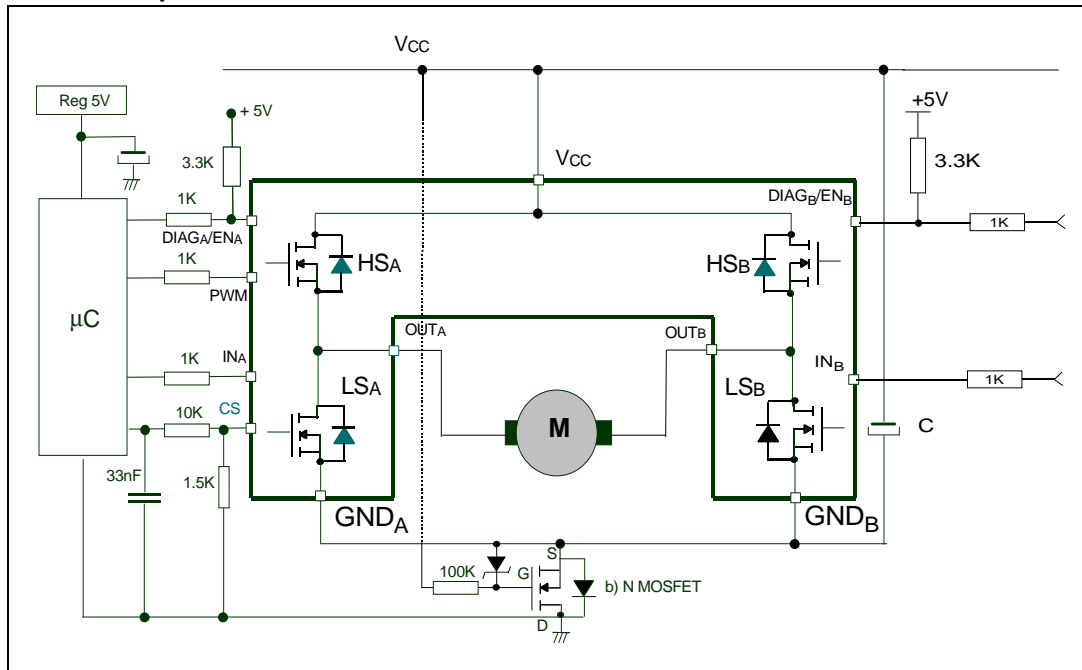 VCC
Reg 5V
+ 5V
+5V
3.3K
3.3K
VCC
1K
DIAGA/ENA
DIAGB/ENB
1K
HSA
HSB
1K
PWM
µC
OUTA
OUTB
1K
INA
INB
1K
LSA
LSB
10K
CS
M
C
33nF
1.5K
GNDA
GNDB
100K
G
S
D
b) N MOSFET